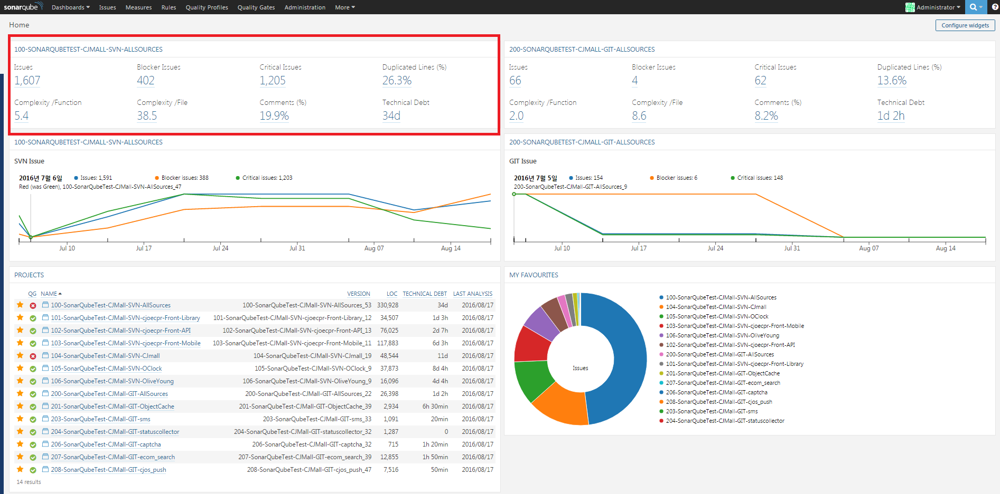 sonarqube Dashboards Issues Measures Rules Quality Profiles Quality Gates Administration More Administrator ?
Home Configure widgets
100-SONARQUBETEST-CJMALL-SVN-ALLSOURCES
Issues Blocker Issues Critical Issues Duplicated Lines (%)
1,607 402 1,205 26.3%
Complexity /Function Complexity /File Comments (%) Technical Debt
5.4 38.5 19.9% 34d
200-SONARQUBETEST-CJMALL-GIT-ALLSOURCES
Issues Blocker Issues Critical Issues Duplicated Lines (%)
66 4 62 13.6%
Complexity /Function Complexity /File Comments (%) Technical Debt
2.0 8.6 8.2% 1d 2h
100-SONARQUBETEST-CJMALL-SVN-ALLSOURCES
SVN Issue
2016년 7월 6일 Issues: 1,591 Blocker issues: 388 Critical issues: 1,203
Red (was Green), 100-SonarQubeTest-CJMall-SVN-AllSources_47
Jul 10 Jul 17 Jul 24 Jul 31 Aug 07 Aug 14
200-SONARQUBETEST-CJMALL-GIT-ALLSOURCES
GIT Issue
2016년 7월 5일 Issues: 154 Blocker issues: 6 Critical issues: 148
200-SonarQubeTest-CJMall-GIT-AllSources_9
Jul 10 Jul 17 Jul 24 Jul 31 Aug 07 Aug 14
PROJECTS
QG NAME VERSION LOC TECHNICAL DEBT LAST ANALYSIS
100-SonarQubeTest-CJMall-SVN-AllSources 100-SonarQubeTest-CJMall-SVN-AllSources_53 330,928 34d 2016/08/17
101-SonarQubeTest-CJMall-SVN-cjoecpr-Front-Library 101-SonarQubeTest-CJMall-SVN-cjoecpr-Front-Library_12 34,507 1d 3h 2016/08/17
102-SonarQubeTest-CJMall-SVN-cjoecpr-Front-API 102-SonarQubeTest-CJMall-SVN-cjoecpr-Front-API_13 76,025 2d 7h 2016/08/17
103-SonarQubeTest-CJMall-SVN-cjoecpr-Front-Mobile 103-SonarQubeTest-CJMall-SVN-cjoecpr-Front-Mobile_11 117,883 6d 3h 2016/08/17
104-SonarQubeTest-CJMall-SVN-CJmall 104-SonarQubeTest-CJMall-SVN-CJmall_19 48,544 11d 2016/08/17
105-SonarQubeTest-CJMall-SVN-OClock 105-SonarQubeTest-CJMall-SVN-OClock_9 37,873 8d 4h 2016/08/17
106-SonarQubeTest-CJMall-SVN-OliveYoung 106-SonarQubeTest-CJMall-SVN-OliveYoung_9 16,096 4d 4h 2016/08/17
200-SonarQubeTest-CJMall-GIT-AllSources 200-SonarQubeTest-CJMall-GIT-AllSources_22 26,398 1d 2h 2016/08/17
201-SonarQubeTest-CJMall-GIT-ObjectCache 201-SonarQubeTest-CJMall-GIT-ObjectCache_39 2,934 6h 30min 2016/08/17
203-SonarQubeTest-CJMall-GIT-sms 203-SonarQubeTest-CJMall-GIT-sms_33 1,091 20min 2016/08/17
204-SonarQubeTest-CJMall-GIT-statuscollector 204-SonarQubeTest-CJMall-GIT-statuscollector_32 1,287 0 2016/08/17
206-SonarQubeTest-CJMall-GIT-captcha 206-SonarQubeTest-CJMall-GIT-captcha_32 715 1h 20min 2016/08/17
207-SonarQubeTest-CJMall-GIT-ecom_search 207-SonarQubeTest-CJMall-GIT-ecom_search_39 12,855 1h 50min 2016/08/17
208-SonarQubeTest-CJMall-GIT-cjos_push 208-SonarQubeTest-CJMall-GIT-cjos_push_47 7,516 50min 2016/08/17
14 results
MY FAVOURITES
Issues
100-SonarQubeTest-CJMall-SVN-AllSources
104-SonarQubeTest-CJMall-SVN-CJmall
105-SonarQubeTest-CJMall-SVN-OClock
103-SonarQubeTest-CJMall-SVN-cjoecpr-Front-Mobile
106-SonarQubeTest-CJMall-SVN-OliveYoung
102-SonarQubeTest-CJMall-SVN-cjoecpr-Front-API
200-SonarQubeTest-CJMall-GIT-AllSources
101-SonarQubeTest-CJMall-SVN-cjoecpr-Front-Library
201-SonarQubeTest-CJMall-GIT-ObjectCache
207-SonarQubeTest-CJMall-GIT-ecom_search
206-SonarQubeTest-CJMall-GIT-captcha
208-SonarQubeTest-CJMall-GIT-cjos_push
203-SonarQubeTest-CJMall-GIT-sms
204-SonarQubeTest-CJMall-GIT-statuscollector